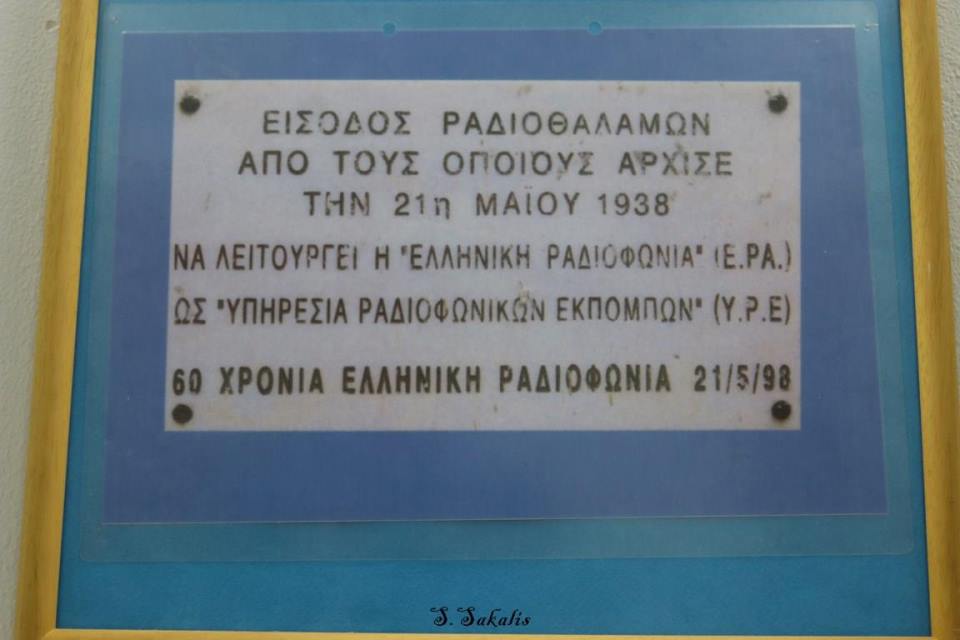 ΕΙΣΟΔΟΣ ΡΑΔΙΟΘΑΛΑΜΩΝ
ΑΠΟ ΤΟΥΣ ΟΠΟΙΟΥΣ ΑΡΧΙΣΕ
ΤΗΝ 21η ΜΑΪΟΥ 1938
ΝΑ ΛΕΙΤΟΥΡΓΕΙ Η "ΕΛΛΗΝΙΚΗ ΡΑΔΙΟΦΩΝΙΑ" (Ε.ΡΑ.)
ΩΣ "ΥΠΗΡΕΣΙΑ ΡΑΔΙΟΦΩΝΙΚΩΝ ΕΚΠΟΜΠΩΝ" (Υ.Ρ.Ε)
60 ΧΡΟΝΙΑ ΕΛΛΗΝΙΚΗ ΡΑΔΙΟΦΩΝΙΑ 21/5/98
S. Sakalis